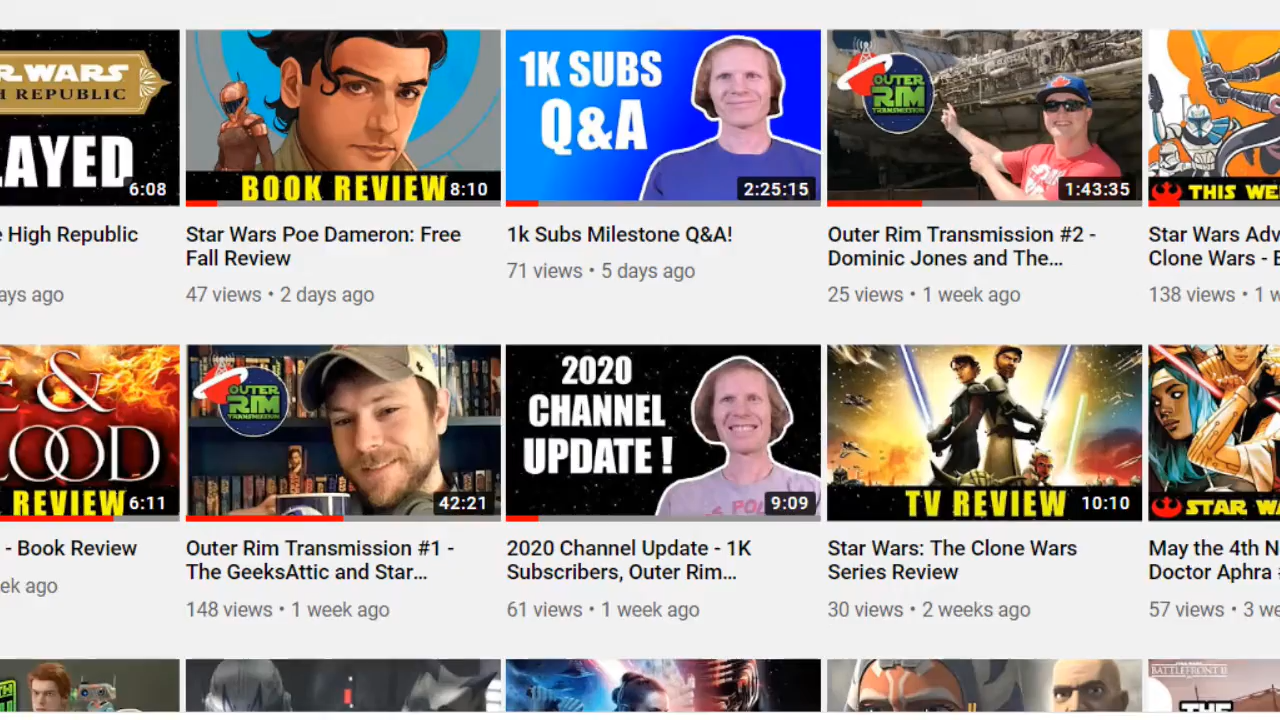 R WARS
H REPUBLIC
LAYED
6:08
BOOK REVIEW
8:10
1K SUBS
Q&A
2:25:15
OUTER
RIM
TRANSMISSION
1:43:35
THIS WE
e High Republic
Star Wars Poe Dameron: Free
Fall Review
1k Subs Milestone Q&A!
Outer Rim Transmission #2 -
Dominic Jones and The...
Star Wars Adv
Clone Wars - E
ays ago
47 views • 2 days ago
71 views • 5 days ago
25 views • 1 week ago
138 views • 1 w
E &
LOOD
REVIEW
6:11
OUTER
RIM
TRANSMISSION
42:21
2020
CHANNEL
UPDATE !
9:09
TV REVIEW
10:10
STAR WA
- Book Review
Outer Rim Transmission #1 -
The GeeksAttic and Star...
2020 Channel Update - 1K
Subscribers, Outer Rim...
Star Wars: The Clone Wars
Series Review
May the 4th N
Doctor Aphra
ek ago
148 views • 1 week ago
61 views • 1 week ago
30 views • 2 weeks ago
57 views • 3 we
BATTLEFRONT II
THE